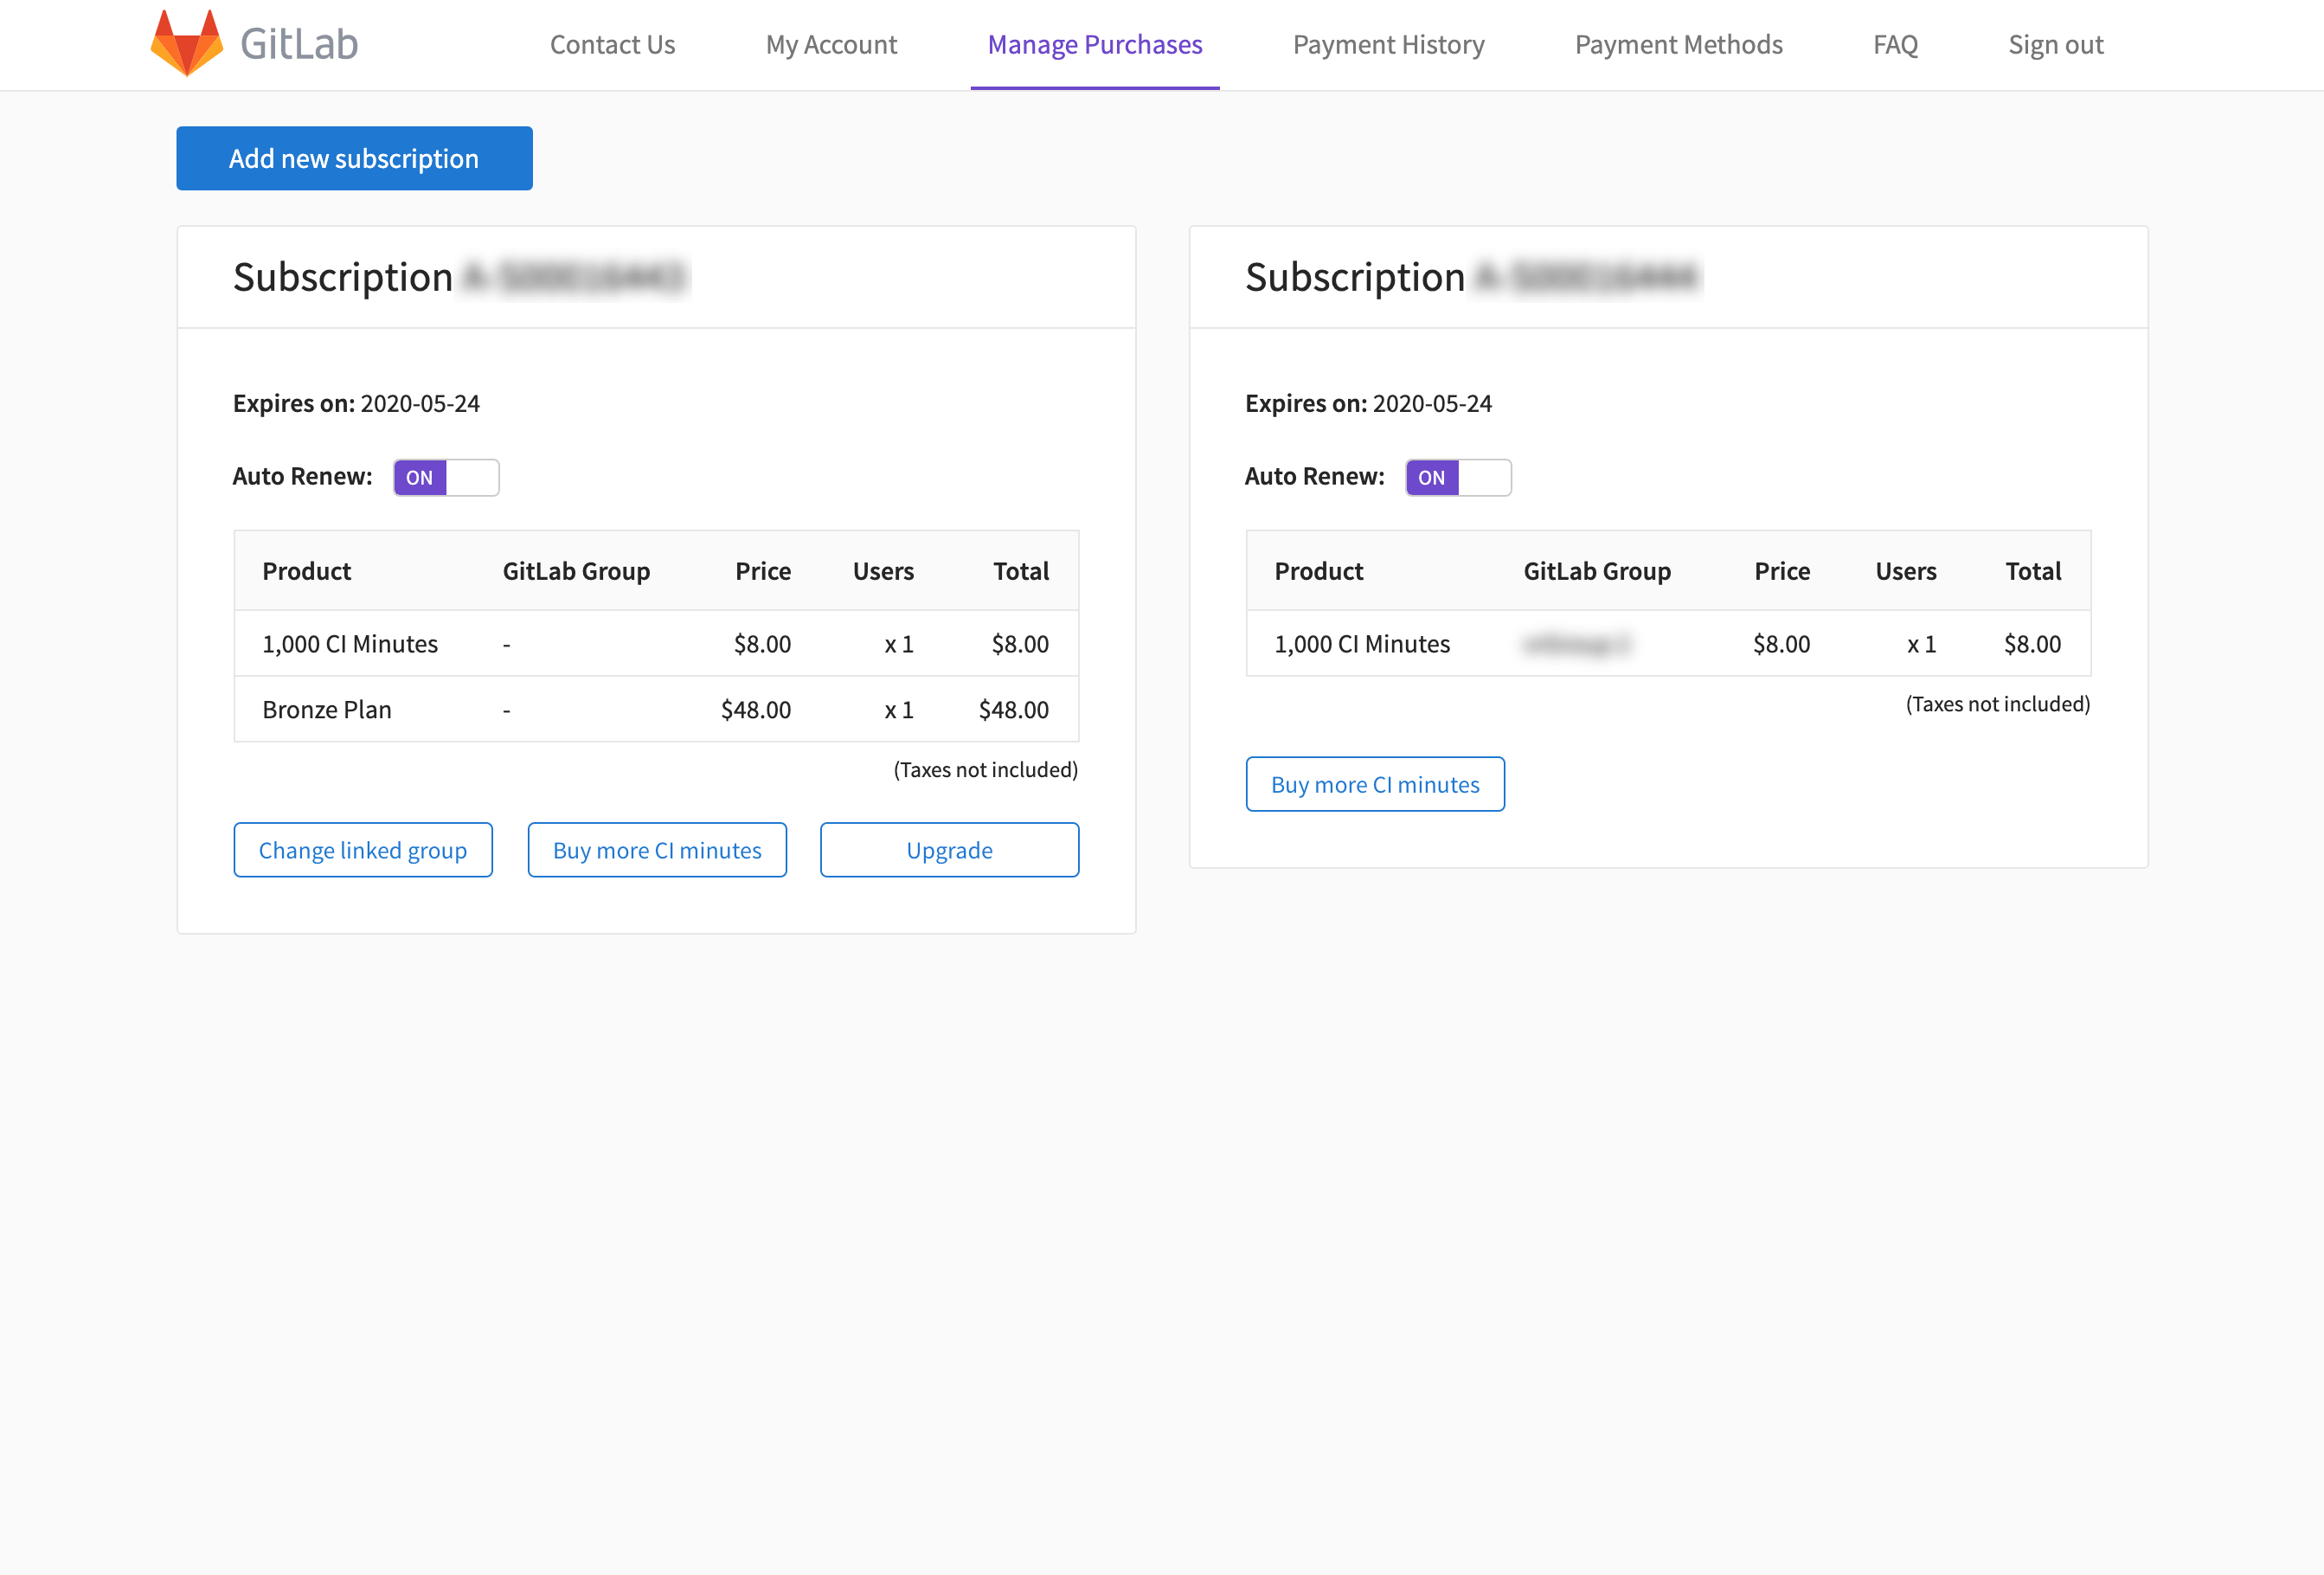 GitLab
Contact Us My Account Manage Purchases Payment History Payment Methods FAQ Sign out
Add new subscription
Subscription
Expires on: 2020-05-24
Auto Renew: ON
Product GitLab Group Price Users Total
1,000 CI Minutes - $8.00 x 1 $8.00
Bronze Plan - $48.00 x 1 $48.00
(Taxes not included)
Change linked group Buy more CI minutes Upgrade
Subscription
Expires on: 2020-05-24
Auto Renew: ON
Product GitLab Group Price Users Total
1,000 CI Minutes $8.00 x 1 $8.00
(Taxes not included)
Buy more CI minutes